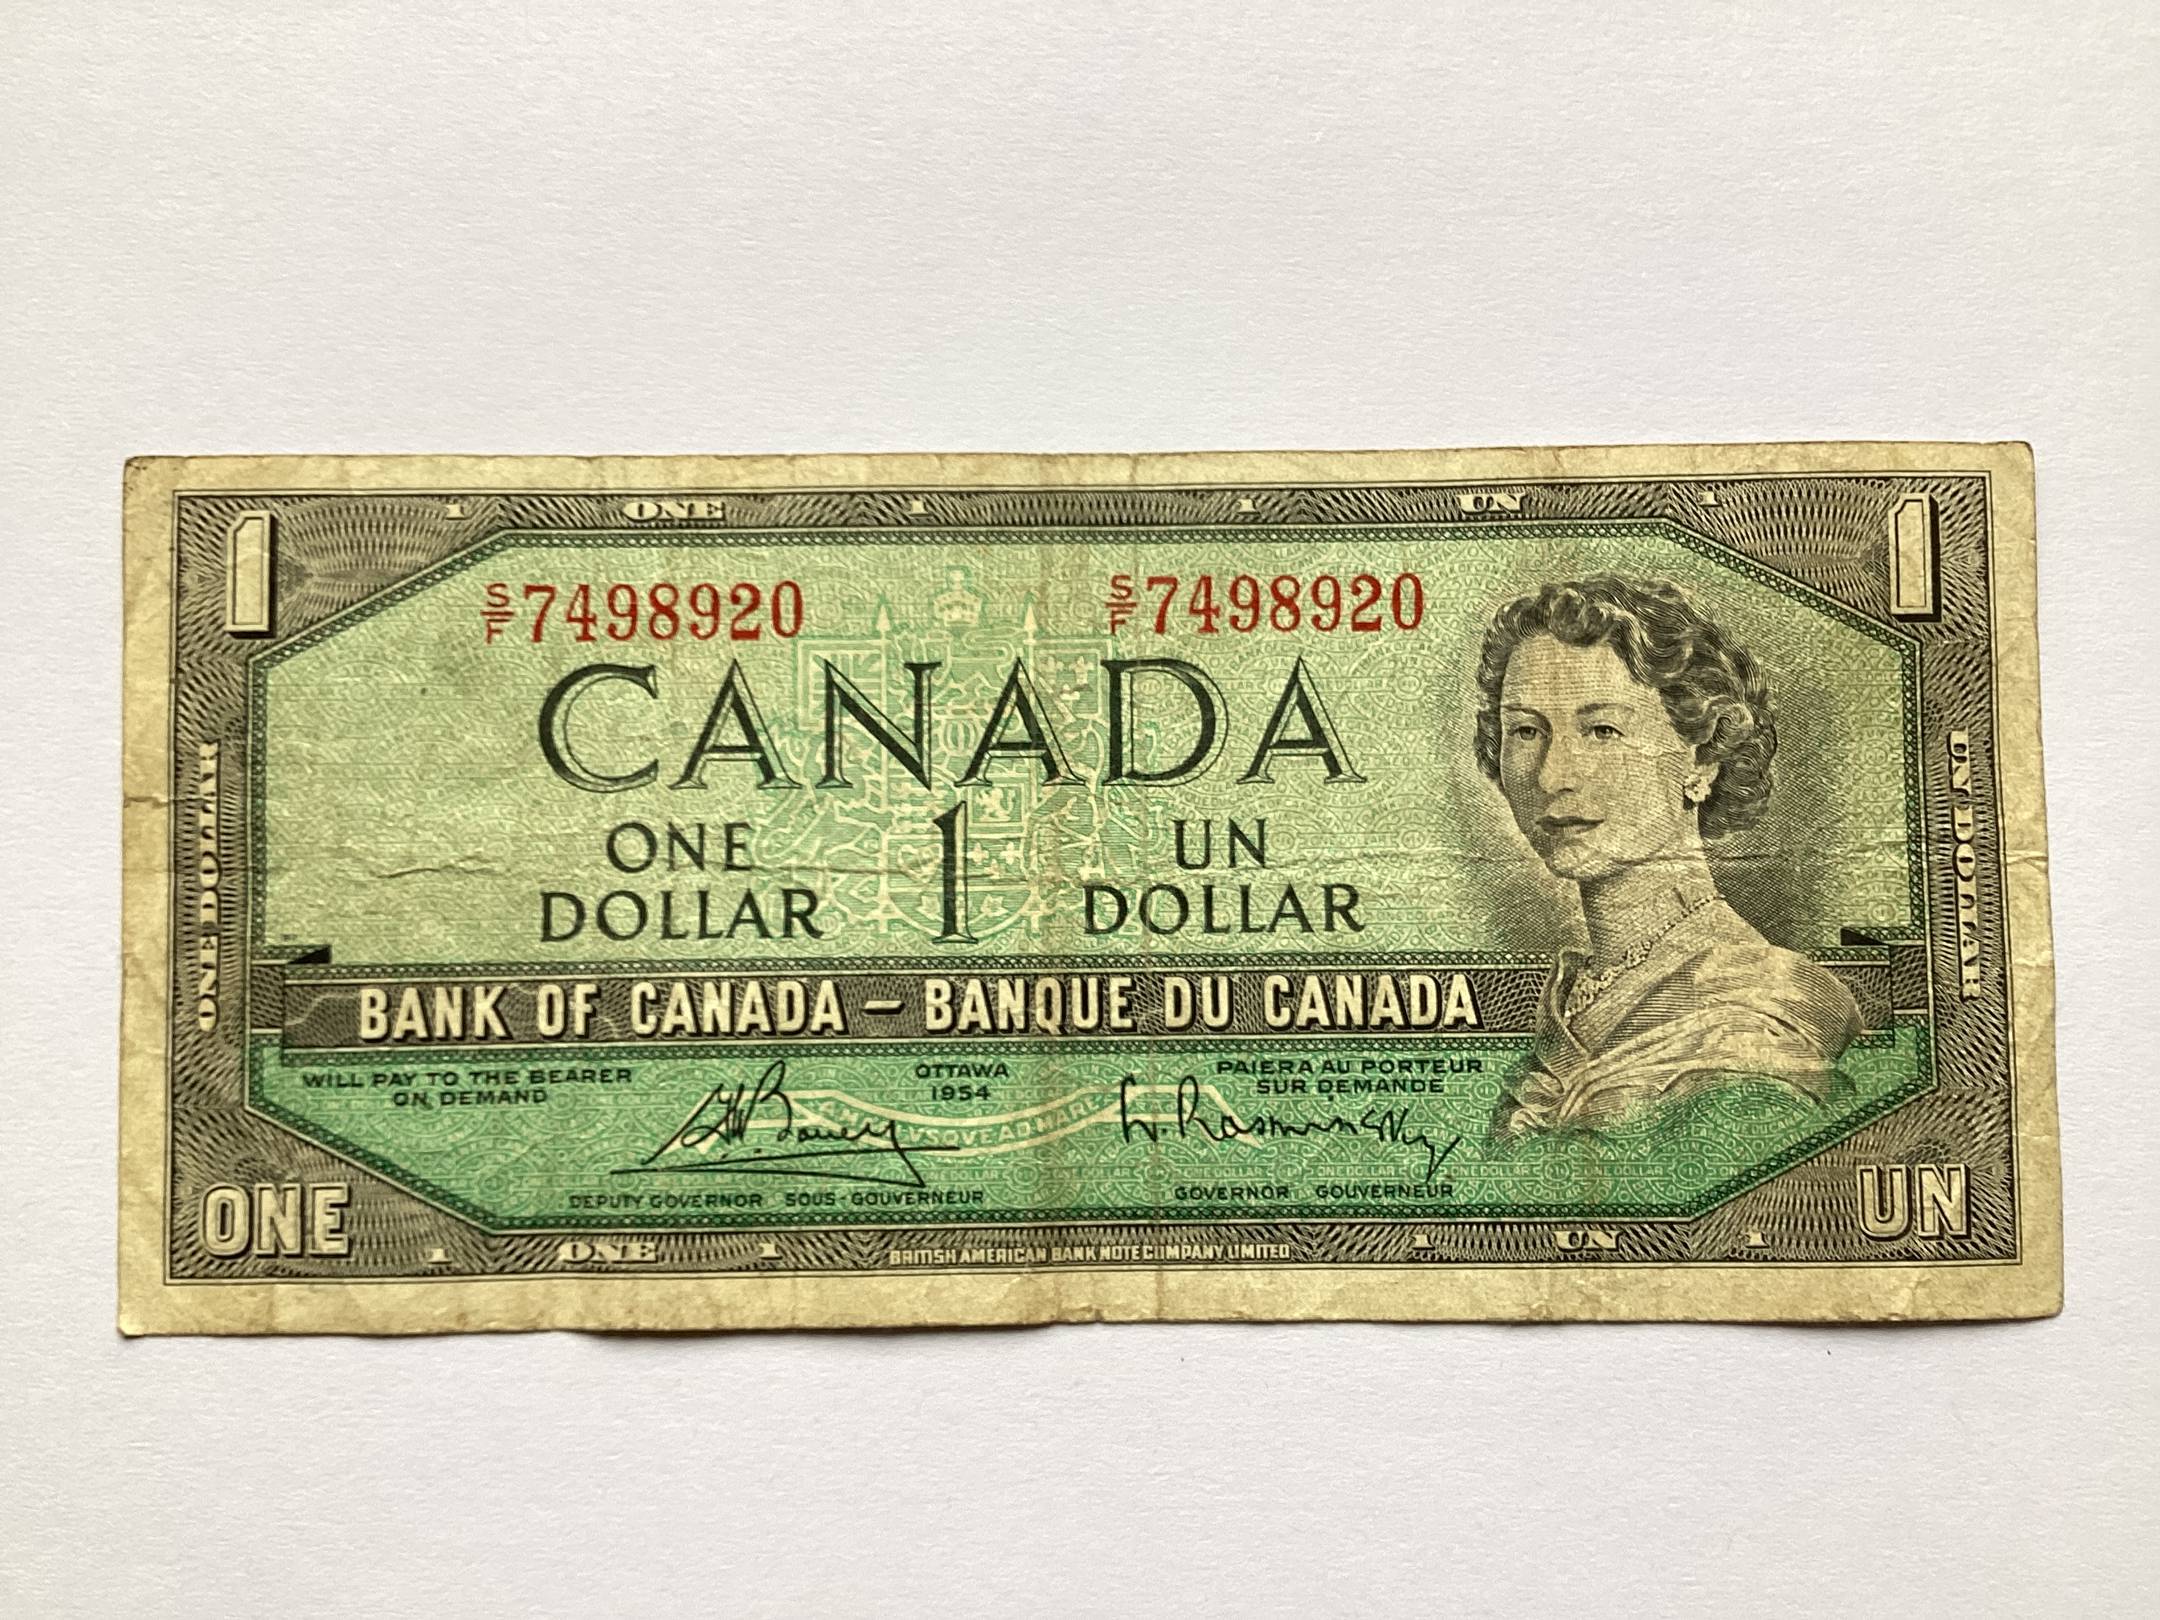 1 1 ONE 1 1 UN 1 1
S/F 7498920 S/F 7498920
CANADA
ONE DOLLAR
ONE 1 UN
DOLLAR DOLLAR
UN DOLLAR
BANK OF CANADA – BANQUE DU CANADA
WILL PAY TO THE BEARER
ON DEMAND
OTTAWA
1954
PAIERA AU PORTEUR
SUR DEMANDE
L. Rasminsky
DEPUTY GOVERNOR SOUS-GOUVERNEUR
GOVERNOR GOUVERNEUR
ONE UN
1 ONE 1 BRITISH AMERICAN BANK NOTE COMPANY LIMITED 1 UN 1